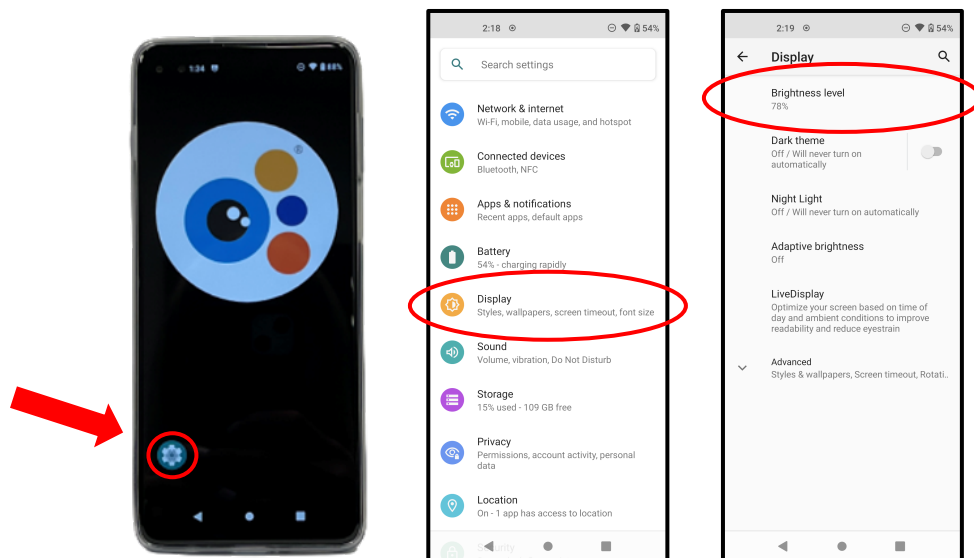 1:34
88%
®
2:18
54%
Search settings
Network & internet
Wi-Fi, mobile, data usage, and hotspot
Connected devices
Bluetooth, NFC
Apps & notifications
Recent apps, default apps
Battery
54% - charging rapidly
Display
Styles, wallpapers, screen timeout, font size
Sound
Volume, vibration, Do Not Disturb
Storage
15% used - 109 GB free
Privacy
Permissions, account activity, personal
data
Location
On - 1 app has access to location
Security
2:19
54%
Display
Brightness level
78%
Dark theme
Off / Will never turn on
automatically
Night Light
Off / Will never turn on automatically
Adaptive brightness
Off
LiveDisplay
Optimize your screen based on time of
day and ambient conditions to improve
readability and reduce eyestrain
Advanced
Styles & wallpapers, Screen timeout, Rotati..